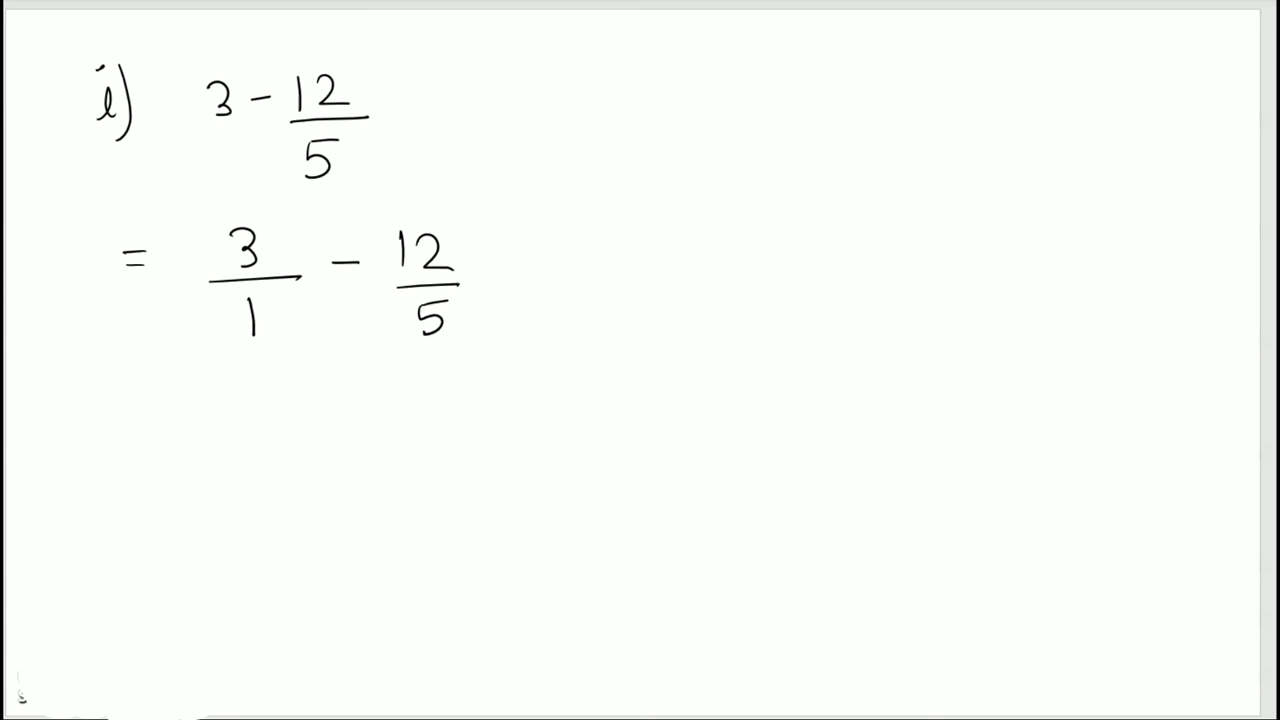 i) 3 - 12/5
= 3/1 - 12/5